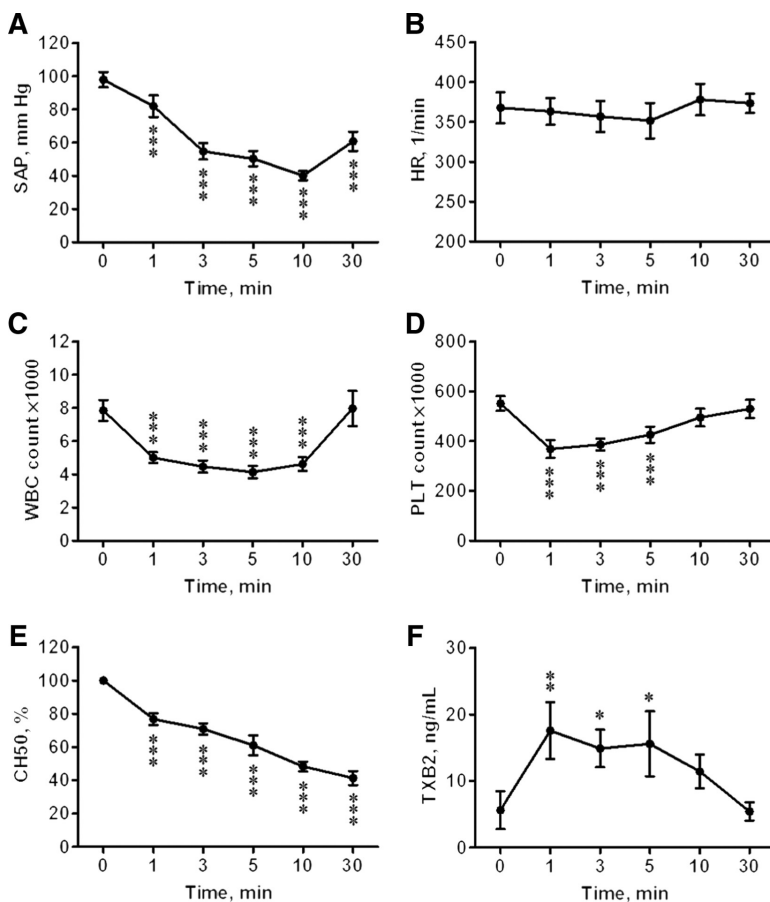 A
SAP, mm Hg
120
100
80
60
40
20
0
***
***
***
***
***
0 1 3 5 10 30
Time, min
B
HR, 1/min
450
400
350
300
250
200
0 1 3 5 10 30
Time, min
C
WBC count ×1000
12
10
8
6
4
2
0
***
***
***
***
0 1 3 5 10 30
Time, min
D
PLT count ×1000
800
600
400
200
0
***
***
***
0 1 3 5 10 30
Time, min
E
CH50, %
120
100
80
60
40
20
0
***
***
***
***
***
0 1 3 5 10 30
Time, min
F
TXB2, ng/mL
30
20
10
0
**
*
*
0 1 3 5 10 30
Time, min